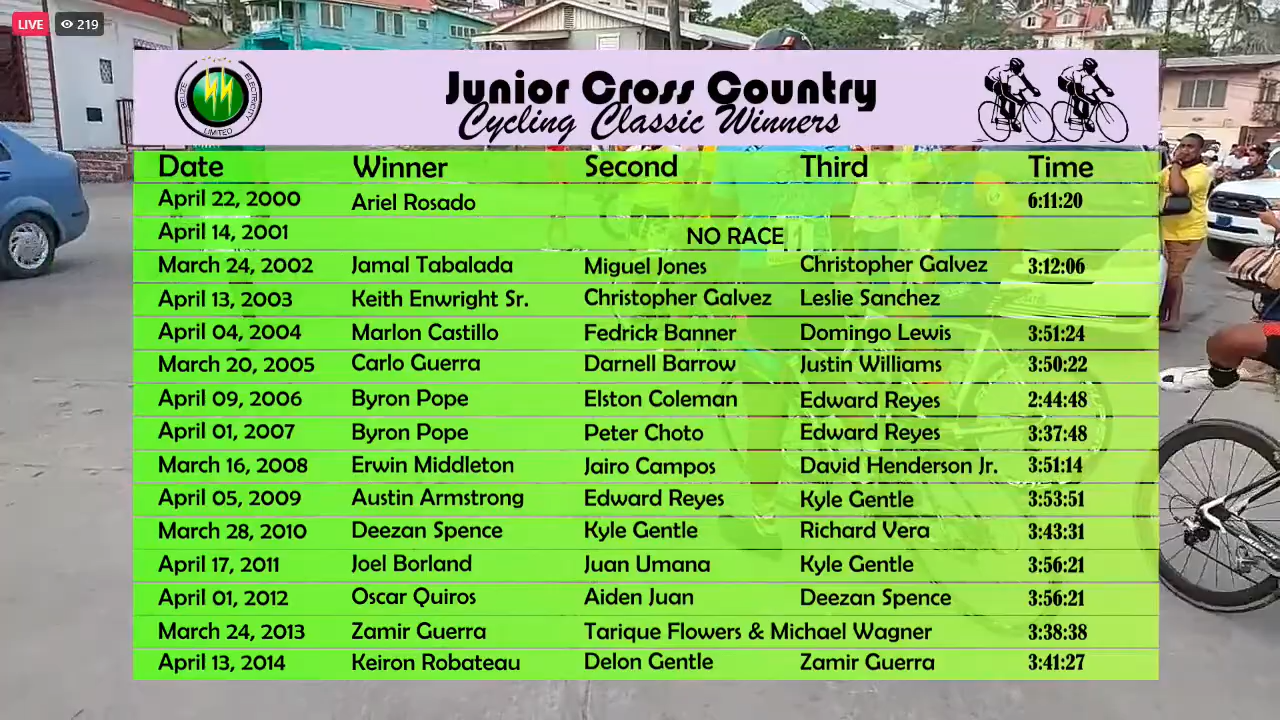 LIVE 219
BELIZE ELECTRICITY LIMITED
Junior Cross Country
Cycling Classic Winners
Date Winner Second Third Time
April 22, 2000 Ariel Rosado 6:11:20
April 14, 2001 NO RACE
March 24, 2002 Jamal Tabalada Miguel Jones Christopher Galvez 3:12:06
April 13, 2003 Keith Enwright Sr. Christopher Galvez Leslie Sanchez
April 04, 2004 Marlon Castillo Fedrick Banner Domingo Lewis 3:51:24
March 20, 2005 Carlo Guerra Darnell Barrow Justin Williams 3:50:22
April 09, 2006 Byron Pope Elston Coleman Edward Reyes 2:44:48
April 01, 2007 Byron Pope Peter Choto Edward Reyes 3:37:48
March 16, 2008 Erwin Middleton Jairo Campos David Henderson Jr. 3:51:14
April 05, 2009 Austin Armstrong Edward Reyes Kyle Gentle 3:53:51
March 28, 2010 Deezan Spence Kyle Gentle Richard Vera 3:43:31
April 17, 2011 Joel Borland Juan Umana Kyle Gentle 3:56:21
April 01, 2012 Oscar Quiros Aiden Juan Deezan Spence 3:56:21
March 24, 2013 Zamir Guerra Tarique Flowers & Michael Wagner 3:38:38
April 13, 2014 Keiron Robateau Delon Gentle Zamir Guerra 3:41:27